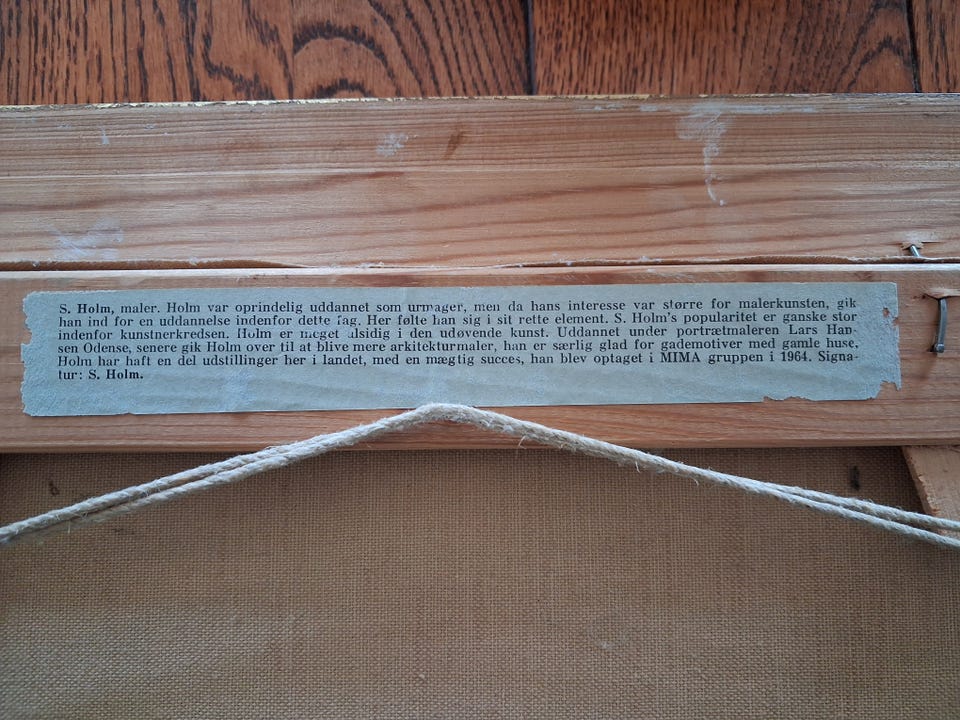 S. Holm, maler. Holm var oprindelig uddannet som urmager, men da hans interesse var større for malerkunsten, gik
han ind for en uddannelse indenfor dette fag. Her følte han sig i sit rette element. S. Holm's popularitet er ganske stor
indenfor kunstnerkredsen. Holm er meget alsidig i den udøvende kunst. Uddannet under portrætmaleren Lars Han-
sen Odense, senere gik Holm over til at blive mere arkitekturmaler, han er særlig glad for gademotiver med gamle huse,
Holm har haft en del udstillinger her i landet, med en mægtig succes, han blev optaget i MIMA gruppen i 1964. Signa-
tur: S. Holm.